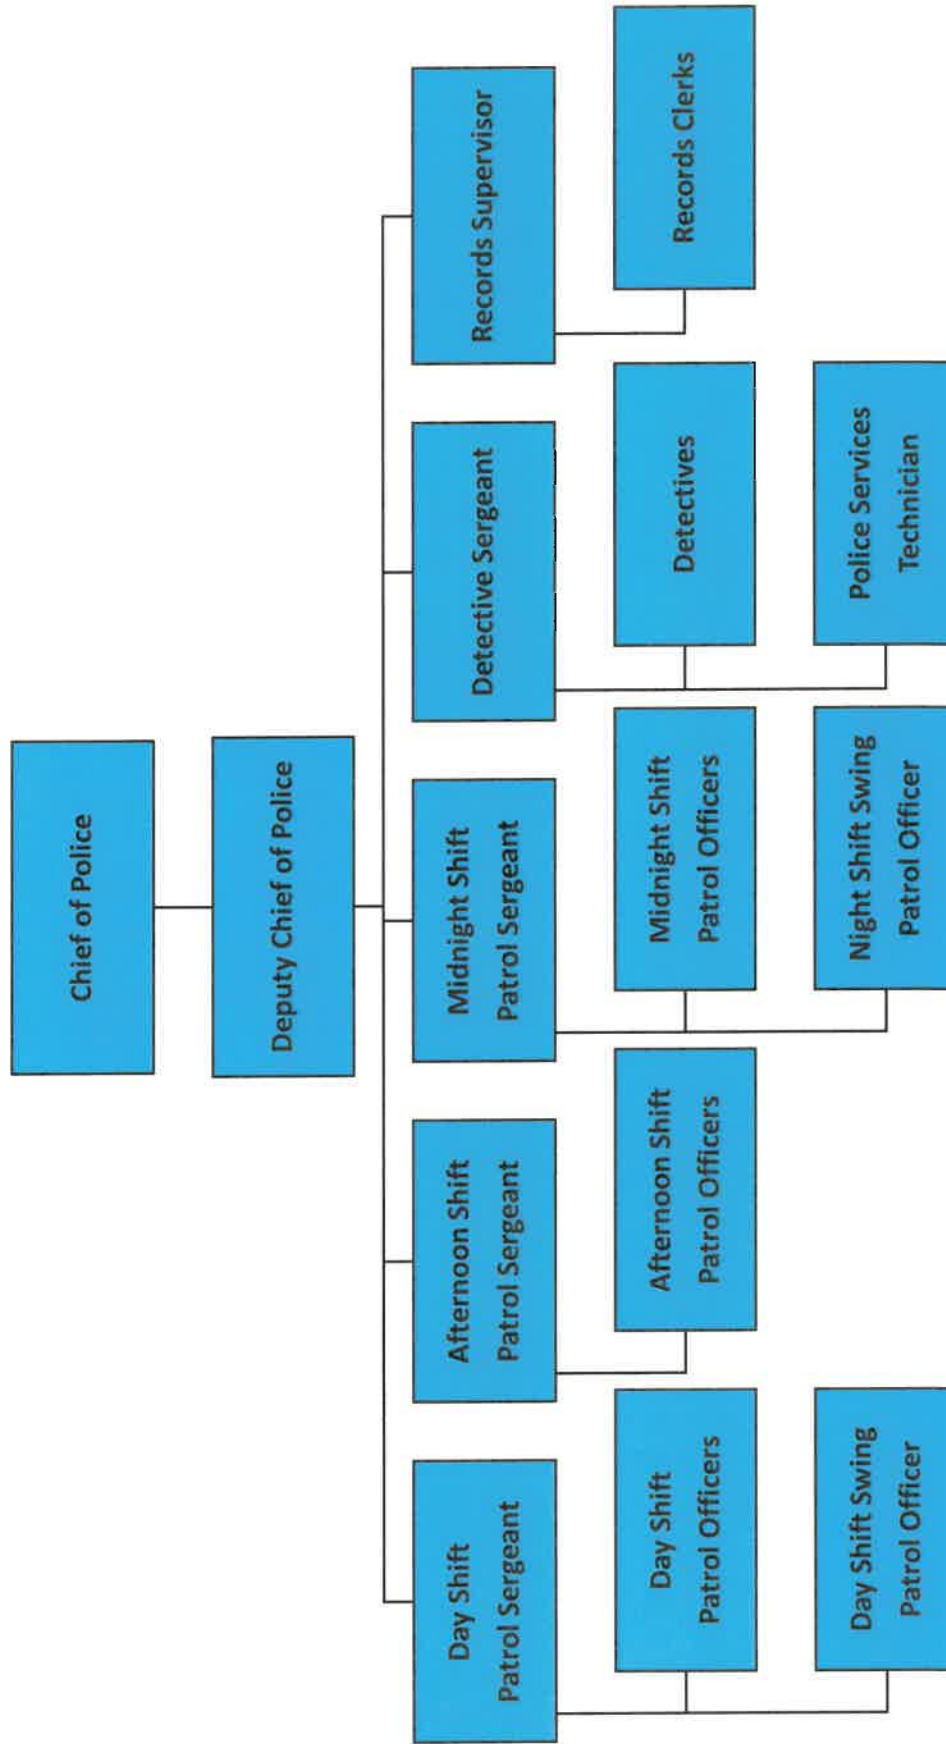 Chief of Police
Deputy Chief of Police
Day Shift
Patrol Sergeant
Afternoon Shift
Patrol Sergeant
Midnight Shift
Patrol Sergeant
Detective Sergeant
Records Supervisor
Day Shift
Patrol Officers
Afternoon Shift
Patrol Officers
Midnight Shift
Patrol Officers
Detectives
Records Clerks
Day Shift Swing
Patrol Officer
Night Shift Swing
Patrol Officer
Police Services
Technician